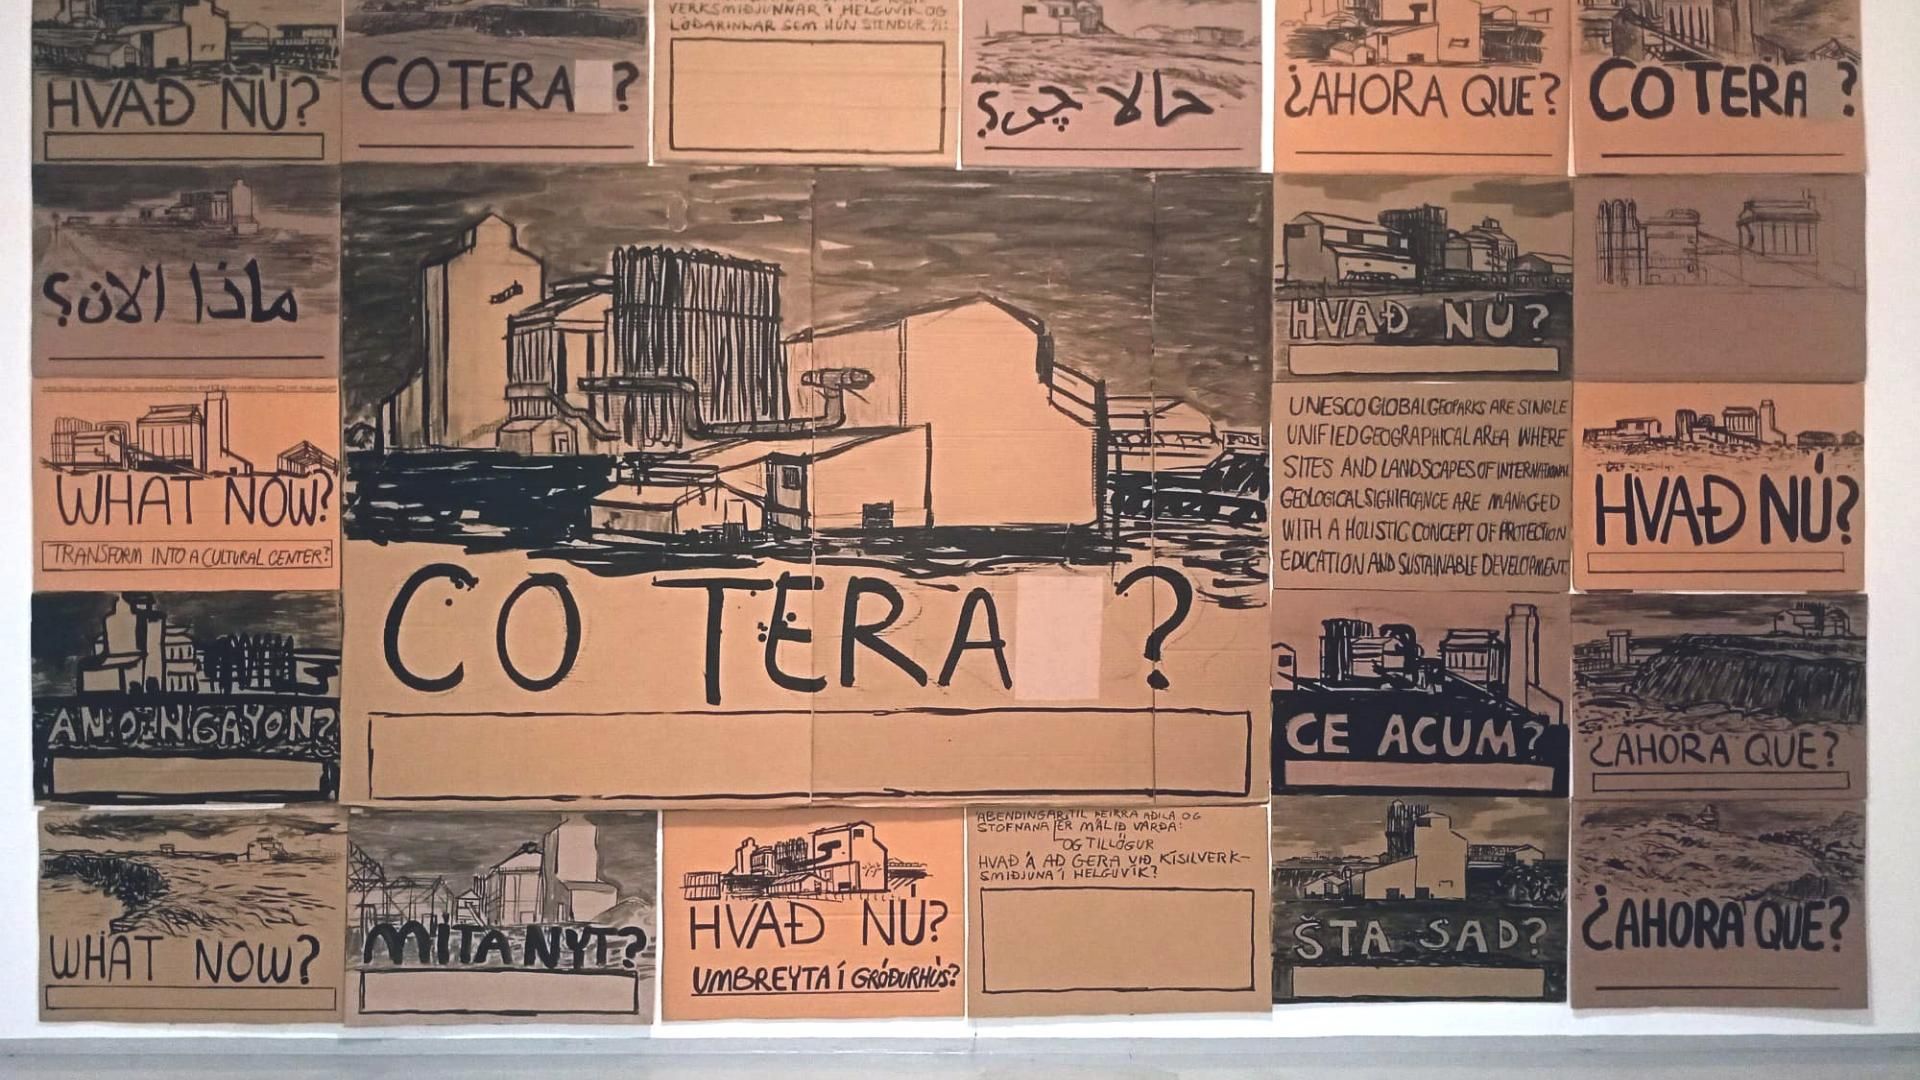 VERKSMIÐJUNNAR Í HELGUVÍK OG
LÓÐARINNAR SEM HÚN STENDUR Á:
HVAÐ NÚ?
CO TERA ?
حالا چی؟
¿AHORA QUE?
CO TERA ?
ماذا الان؟
HVAÐ NÚ?
WHAT NOW?
TRANSFORM INTO A CULTURAL CENTER?
CO TERA ?
UNESCO GLOBAL GEOPARKS ARE SINGLE
UNIFIED GEOGRAPHICAL AREA WHERE
SITES AND LANDSCAPES OF INTERNATIONAL
GEOLOGICAL SIGNIFICANCE ARE MANAGED
WITH A HOLISTIC CONCEPT OF PROTECTION
EDUCATION AND SUSTAINABLE DEVELOPMENT.
HVAÐ NÚ?
ANO NGAYON?
CE ACUM?
¿AHORA QUE?
WHAT NOW?
MITÄ NYT?
HVAÐ NÚ?
UMBREYTA Í GRÓÐURHÚS?
ÁBENDINGAR TIL ÞEIRRA AÐILA OG
STOFNANA ER MÁLIÐ VARÐA:
OG TILLÖGUR
HVAÐ Á AÐ GERA VIÐ KÍSILVERK-
SMIÐJUNA Í HELGUVÍK?
ŠTA SAD?
¿AHORA QUE?